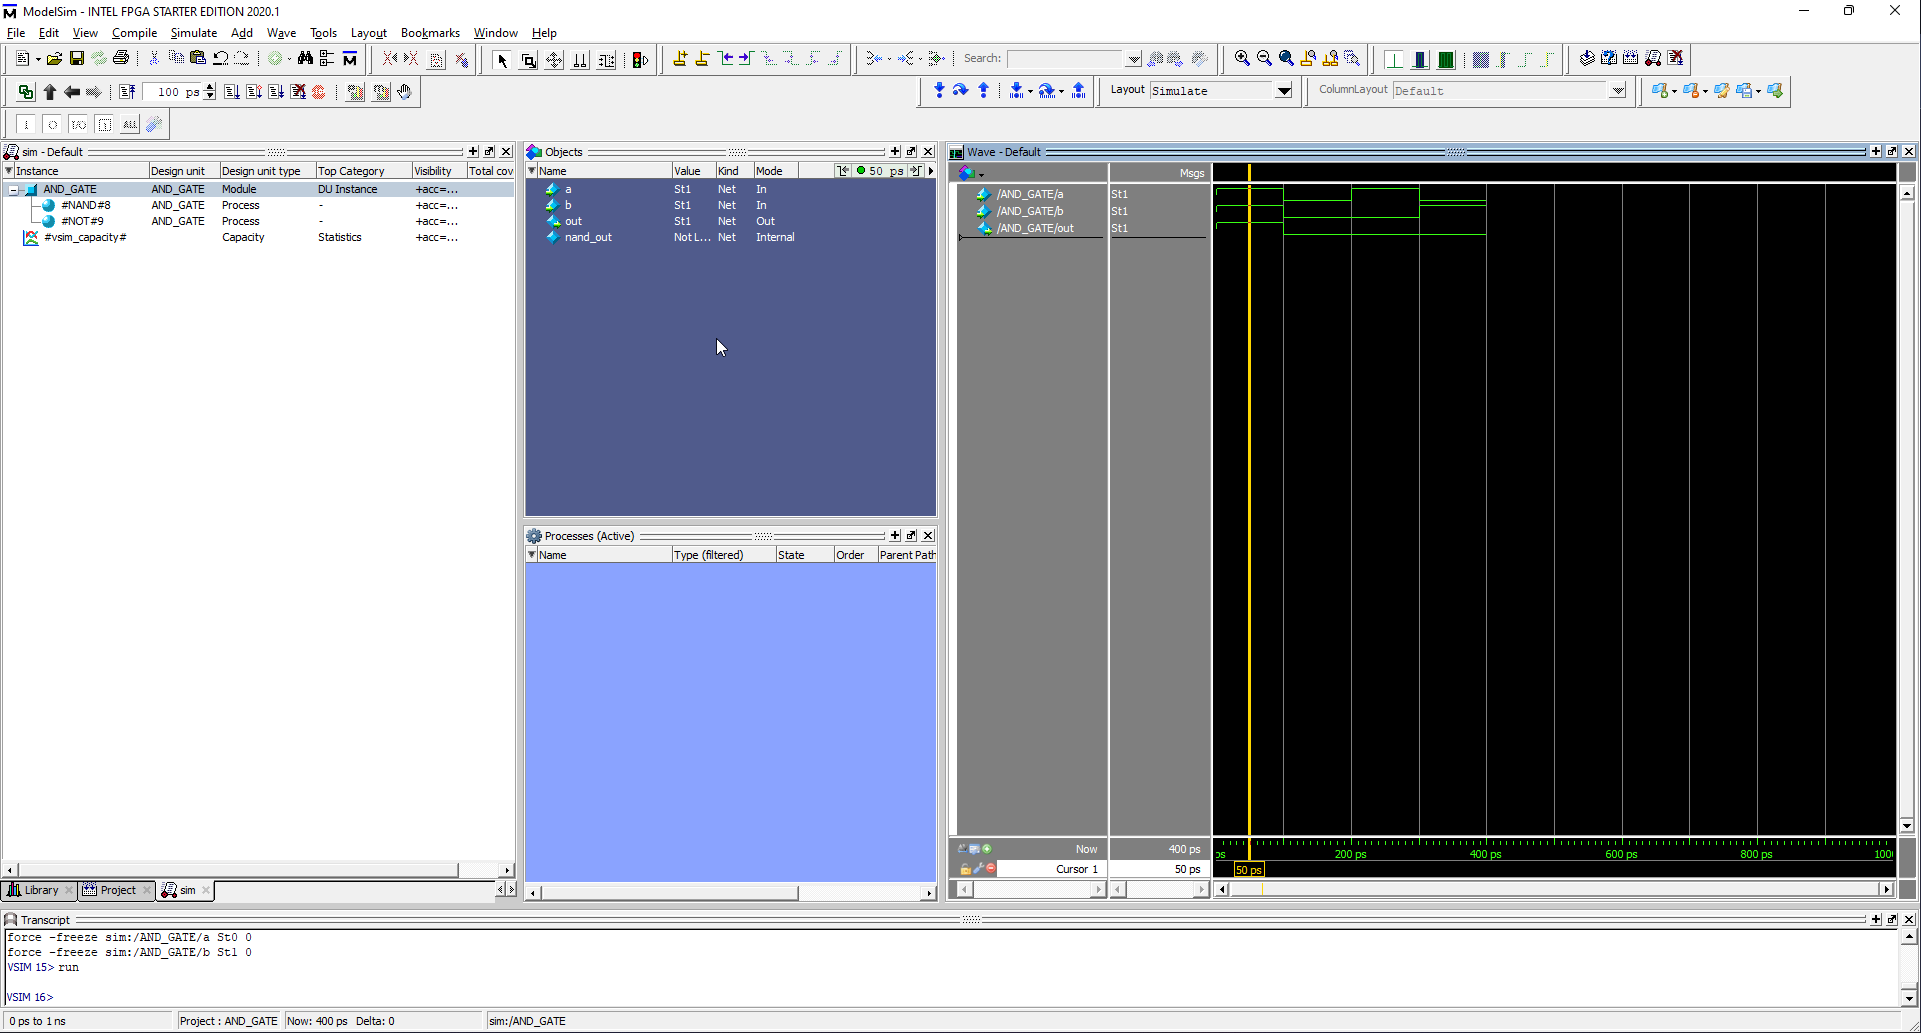 ModelSim - INTEL FPGA STARTER EDITION 2020.1
File Edit View Compile Simulate Add Wave Tools Layout Bookmarks Window Help
Search:
100 ps
Layout Simulate
ColumnLayout Default
ALL
sim - Default
Instance Design unit Design unit type Top Category Visibility Total cov
AND_GATE AND_GATE Module DU Instance +acc=...
#NAND#8 AND_GATE Process - +acc=...
#NOT#9 AND_GATE Process - +acc=...
#vsim_capacity# Capacity Statistics +acc=...
Library Project sim
Objects
Name Value Kind Mode 50 ps
a St1 Net In
b St1 Net In
out St1 Net Out
nand_out Not L... Net Internal
Processes (Active)
Name Type (filtered) State Order Parent Path
Wave - Default
Msgs
/AND_GATE/a St1
/AND_GATE/b St1
/AND_GATE/out St1
Now 400 ps
ps 200 ps 400 ps 600 ps 800 ps 100
Cursor 1 50 ps
50 ps
Transcript
force -freeze sim:/AND_GATE/a St0 0
force -freeze sim:/AND_GATE/b St1 0
VSIM 15> run
VSIM 16>
0 ps to 1 ns Project : AND_GATE Now: 400 ps Delta: 0 sim:/AND_GATE